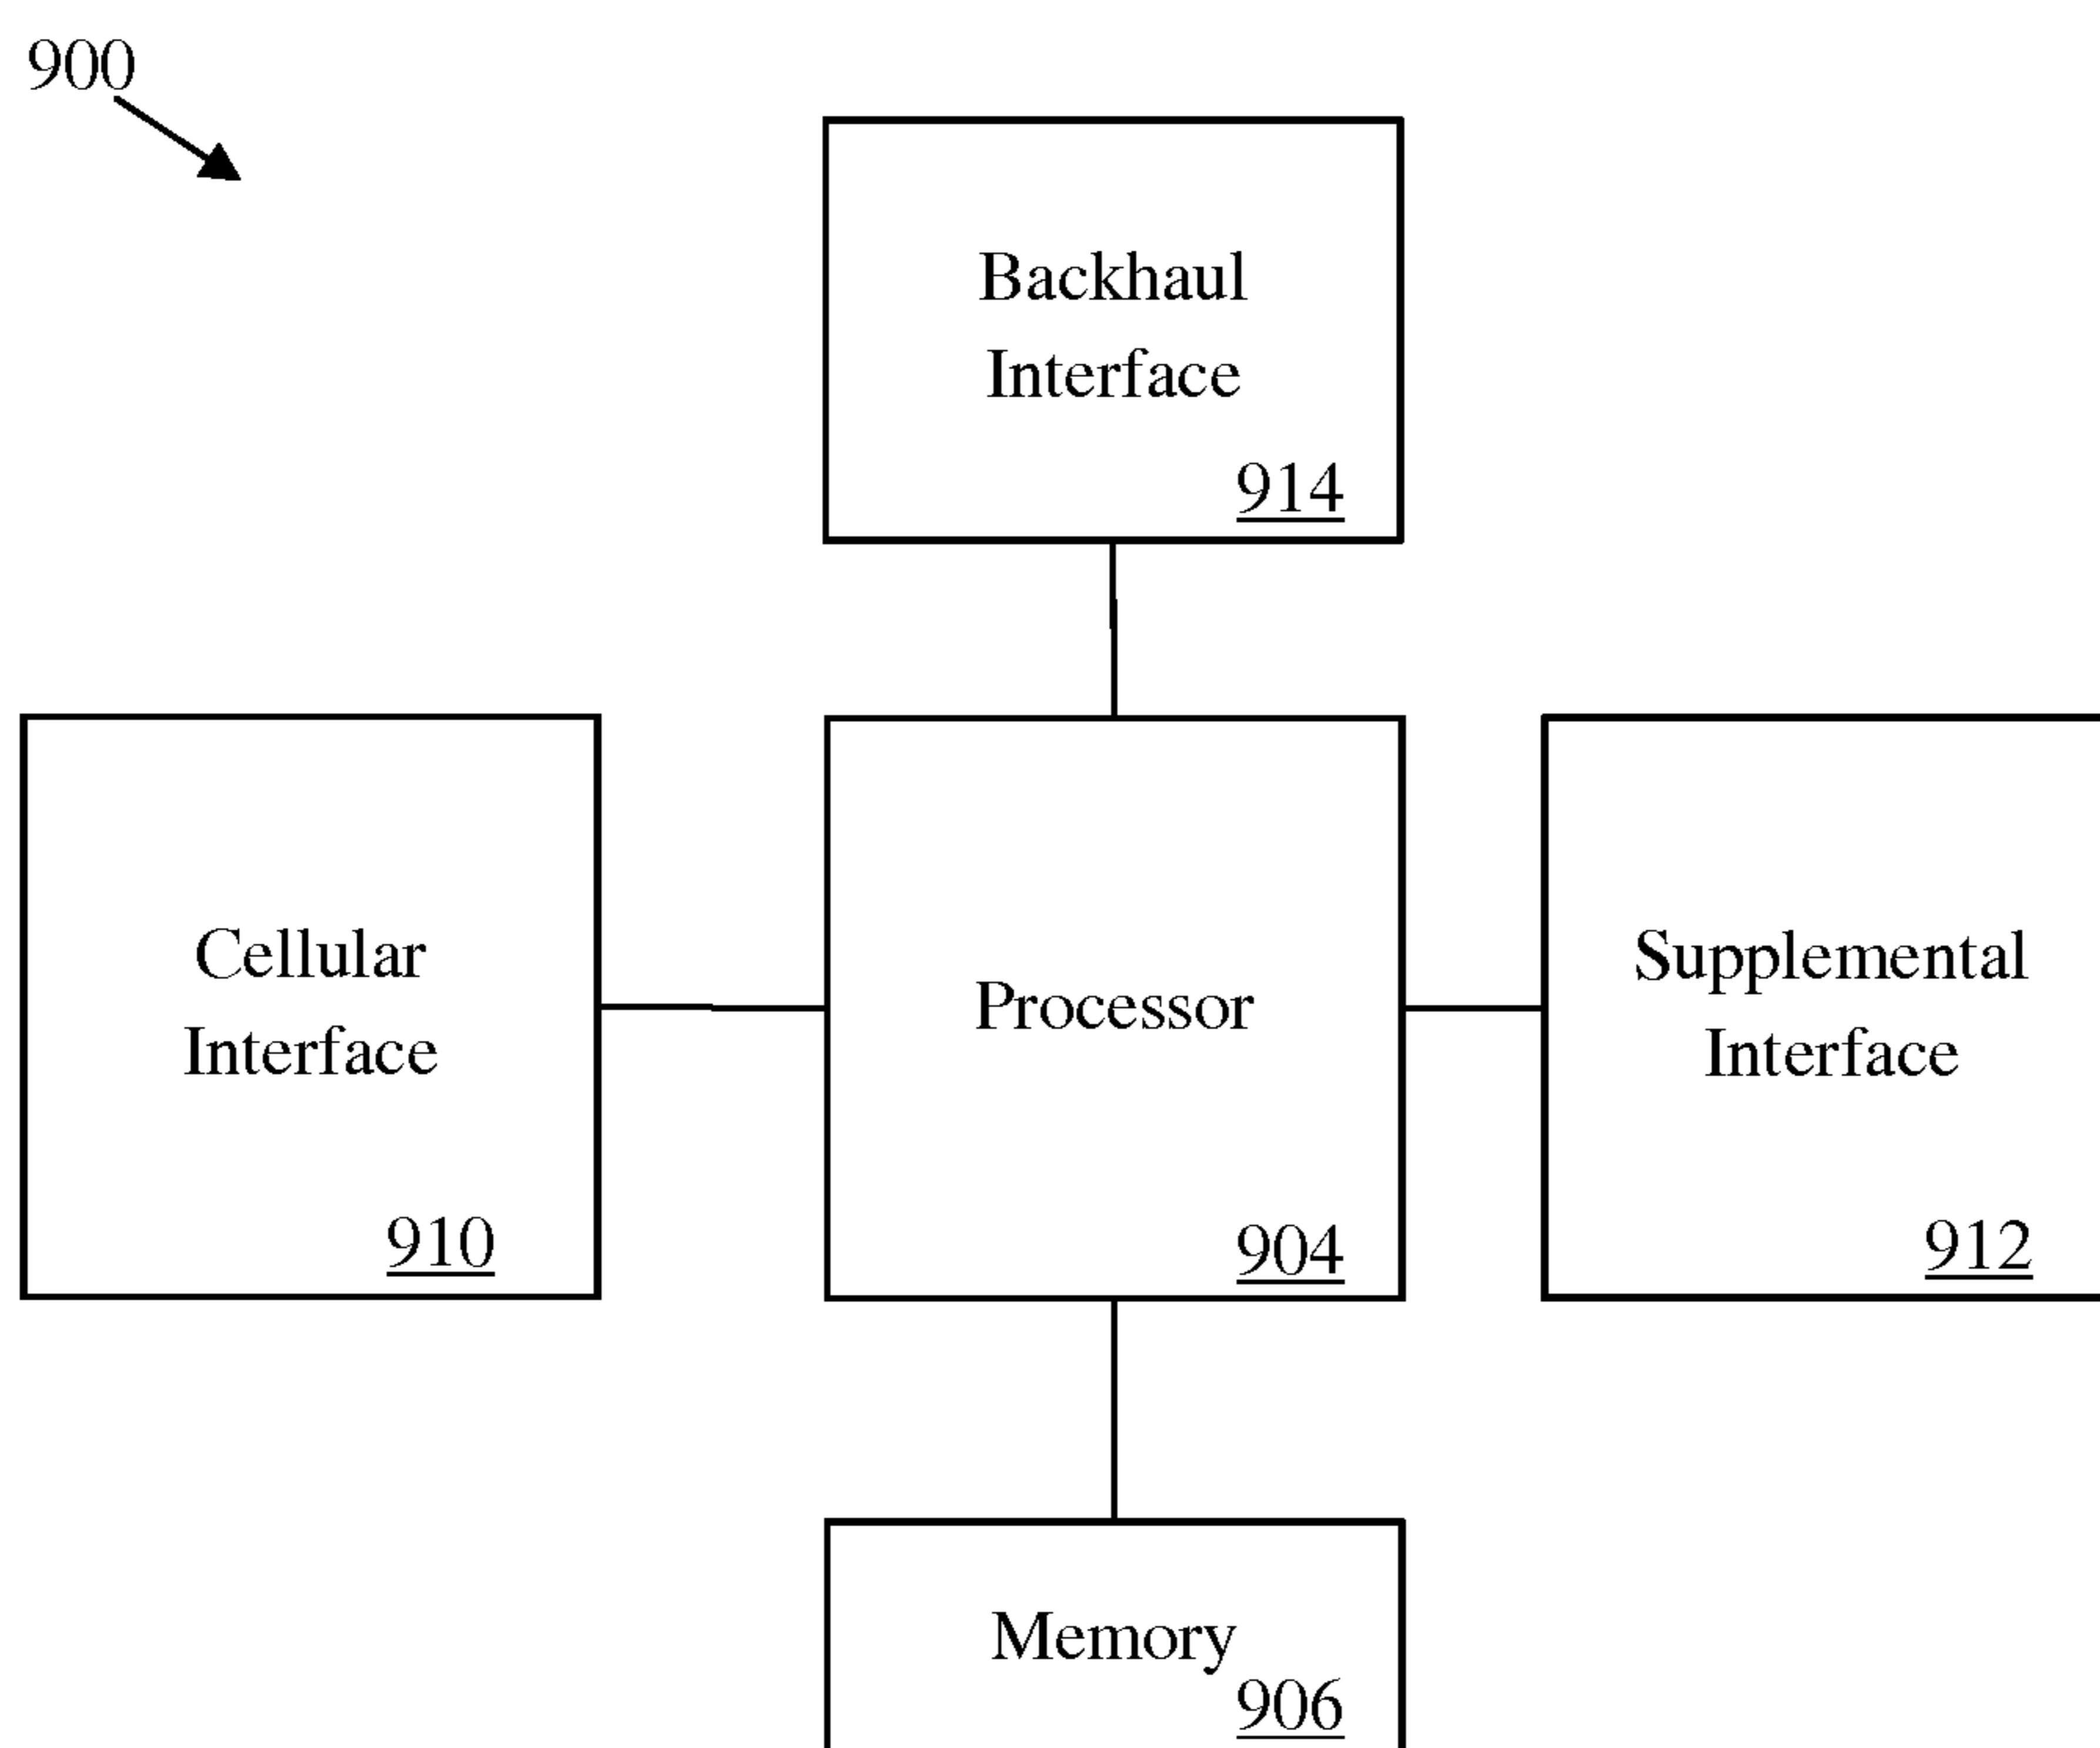 900
Backhaul
Interface
914
Cellular
Interface
910
Processor
904
Supplemental
Interface
912
Memory
906